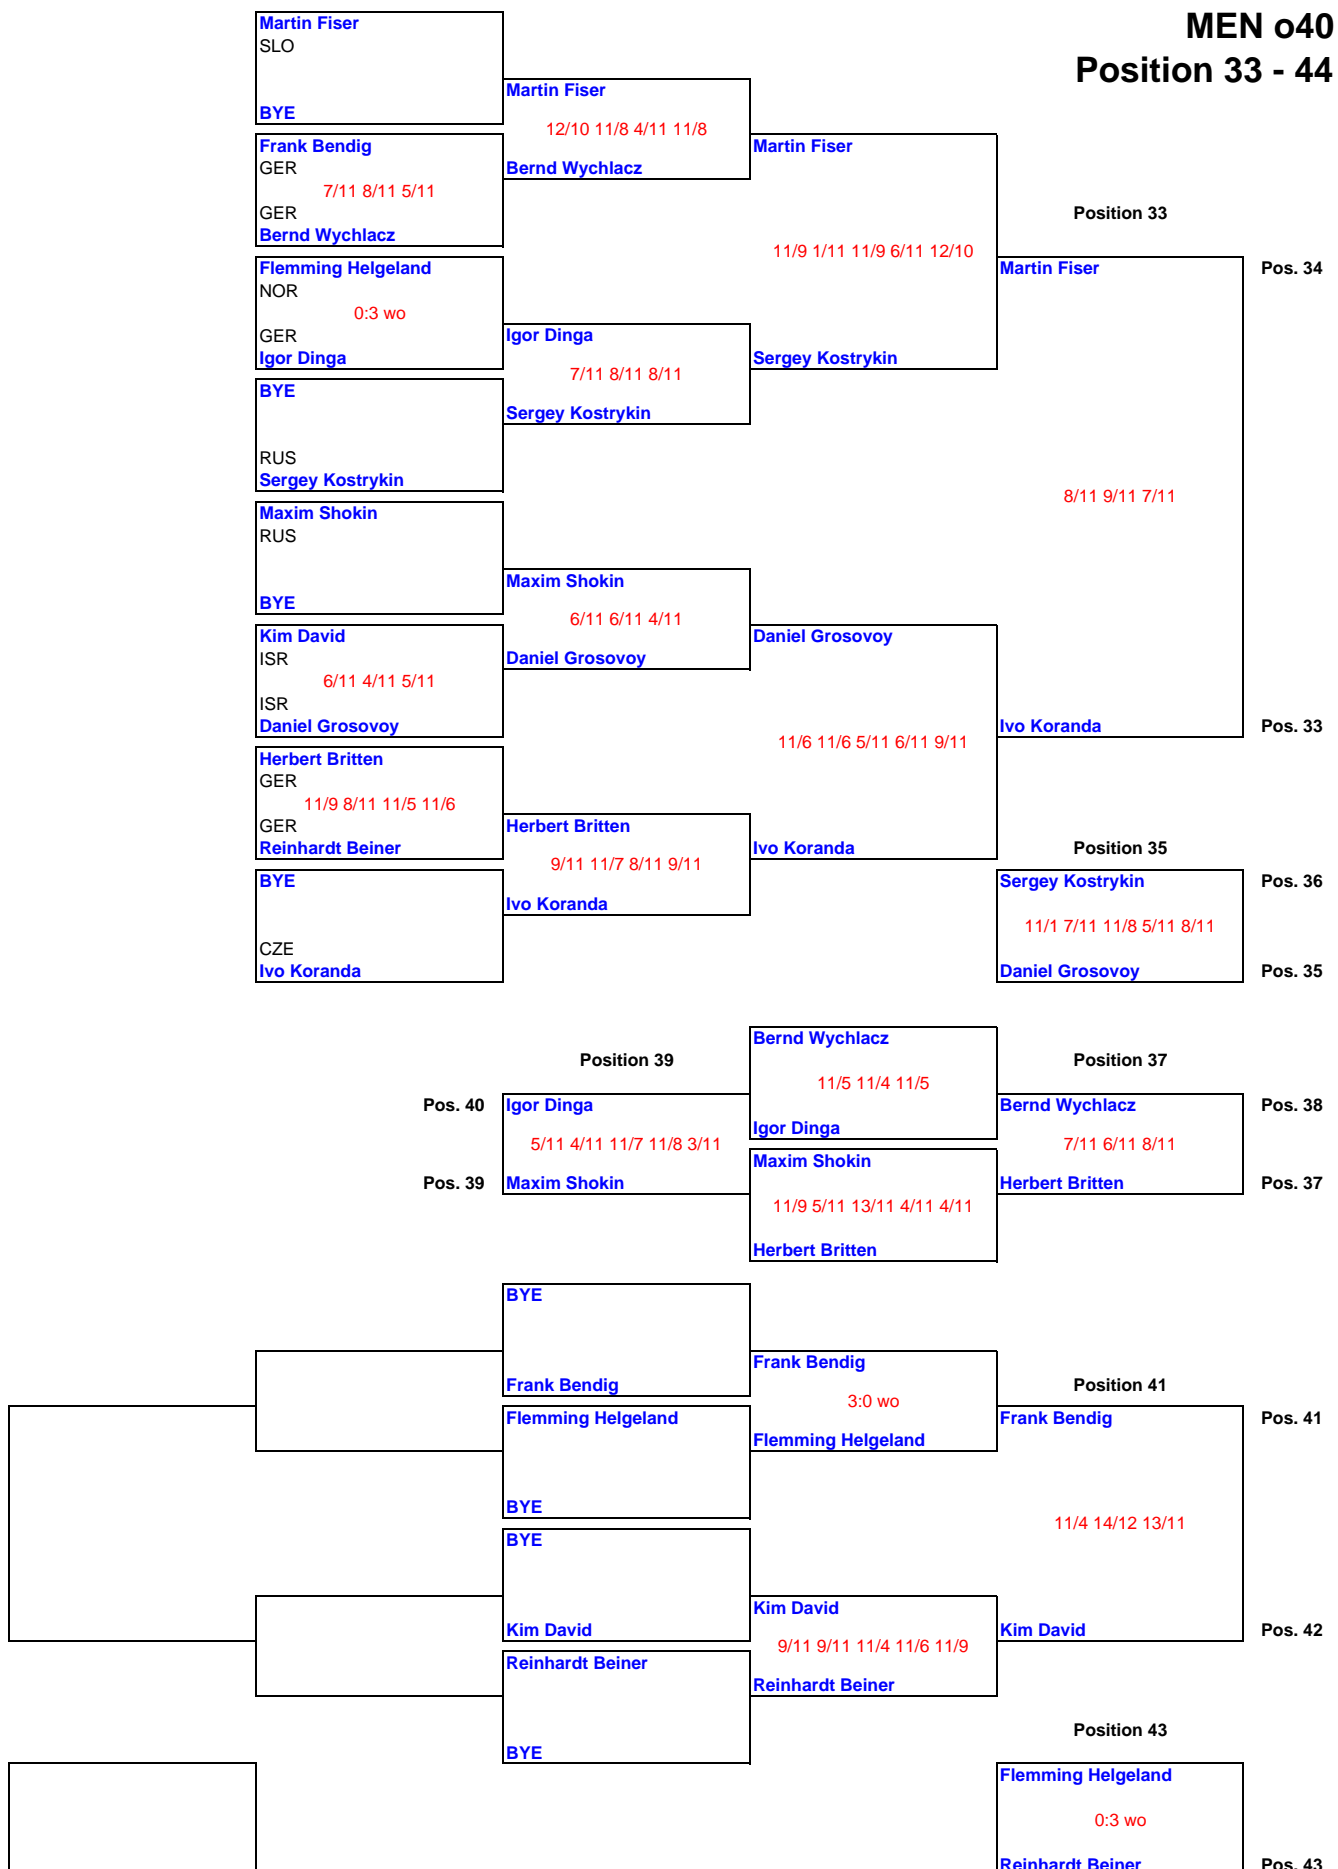 MEN o40
Position 33 - 44
Martin Fiser
SLO
BYE
Martin Fiser
12/10 11/8 4/11 11/8
Bernd Wychlacz
Frank Bendig
GER
7/11 8/11 5/11
GER
Bernd Wychlacz
Martin Fiser
11/9 1/11 11/9 6/11 12/10
Sergey Kostrykin
Position 33
Flemming Helgeland
NOR
0:3 wo
GER
Igor Dinga
Martin Fiser
Pos. 34
Igor Dinga
7/11 8/11 8/11
Sergey Kostrykin
BYE
RUS
Sergey Kostrykin
8/11 9/11 7/11
Maxim Shokin
RUS
BYE
Maxim Shokin
6/11 6/11 4/11
Daniel Grosovoy
Kim David
ISR
6/11 4/11 5/11
ISR
Daniel Grosovoy
Daniel Grosovoy
11/6 11/6 5/11 6/11 9/11
Ivo Koranda
Ivo Koranda
Pos. 33
Herbert Britten
GER
11/9 8/11 11/5 11/6
GER
Reinhardt Beiner
Herbert Britten
9/11 11/7 8/11 9/11
Ivo Koranda
BYE
CZE
Ivo Koranda
Position 35
Sergey Kostrykin
Pos. 36
11/1 7/11 11/8 5/11 8/11
Daniel Grosovoy
Pos. 35
Bernd Wychlacz
11/5 11/4 11/5
Igor Dinga
Position 39
Pos. 40
Igor Dinga
5/11 4/11 11/7 11/8 3/11
Pos. 39
Maxim Shokin
Maxim Shokin
11/9 5/11 13/11 4/11 4/11
Herbert Britten
Position 37
Bernd Wychlacz
Pos. 38
7/11 6/11 8/11
Herbert Britten
Pos. 37
BYE
Frank Bendig
Frank Bendig
3:0 wo
Flemming Helgeland
Flemming Helgeland
BYE
Position 41
Frank Bendig
Pos. 41
11/4 14/12 13/11
BYE
Kim David
Kim David
9/11 9/11 11/4 11/6 11/9
Reinhardt Beiner
Kim David
Pos. 42
Reinhardt Beiner
BYE
Position 43
Flemming Helgeland
0:3 wo
Reinhardt Beiner
Pos. 43